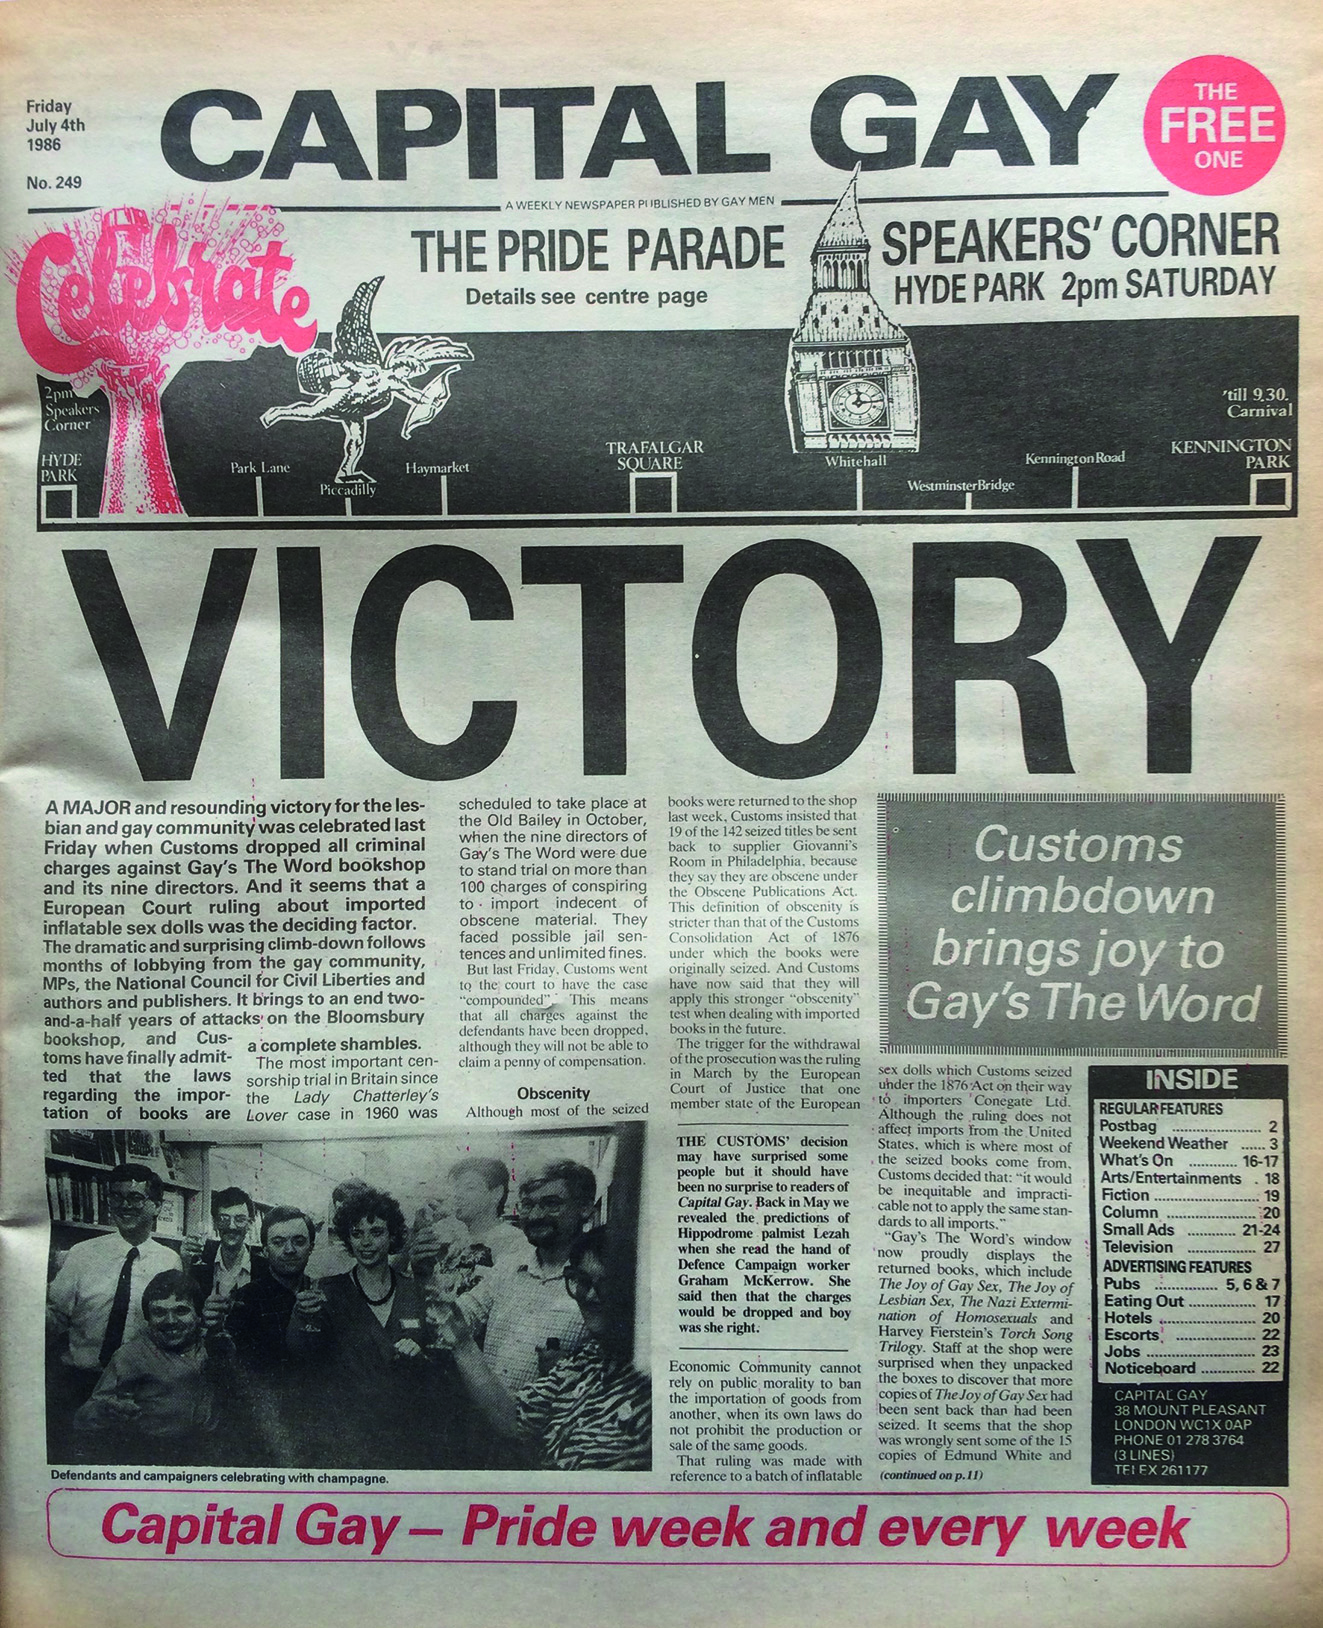 Friday
July 4th
1986
No. 249
CAPITAL GAY
THE
FREE
ONE
A WEEKLY NEWSPAPER PUBLISHED BY GAY MEN
Celebrate
THE PRIDE PARADE
Details see centre page
SPEAKERS' CORNER
HYDE PARK 2pm SATURDAY
2pm
Speakers
Corner
HYDE
PARK
Park Lane
Piccadilly
Haymarket
TRAFALGAR
SQUARE
Whitehall
Westminster Bridge
Kennington Road
'till 9.30.
Carnival
KENNINGTON
PARK
VICTORY
A MAJOR and resounding victory for the les-
bian and gay community was celebrated last
Friday when Customs dropped all criminal
charges against Gay's The Word bookshop
and its nine directors. And it seems that a
European Court ruling about imported
inflatable sex dolls was the deciding factor.
The dramatic and surprising climb-down follows
months of lobbying from the gay community,
MPs, the National Council for Civil Liberties and
authors and publishers. It brings to an end two-
and-a-half years of attacks on the Bloomsbury
bookshop, and Cus-
toms have finally admit-
ted that the laws
regarding the impor-
tation of books are
a complete shambles.
The most important cen-
sorship trial in Britain since
the Lady Chatterley's
Lover case in 1960 was
scheduled to take place at
the Old Bailey in October,
when the nine directors of
Gay's The Word were due
to stand trial on more than
100 charges of conspiring
to import indecent of
obscene material. They
faced possible jail sen-
tences and unlimited fines.
But last Friday, Customs went
to the court to have the case
"compounded". This means
that all charges against the
defendants have been dropped,
although they will not be able to
claim a penny of compensation.
Obscenity
Although most of the seized
books were returned to the shop
last week, Customs insisted that
19 of the 142 seized titles be sent
back to supplier Giovanni's
Room in Philadelphia, because
they say they are obscene under
the Obscene Publications Act.
This definition of obscenity is
stricter than that of the Customs
Consolidation Act of 1876
under which the books were
originally seized. And Customs
have now said that they will
apply this stronger "obscenity"
test when dealing with imported
books in the future.
The trigger for the withdrawal
of the prosecution was the ruling
in March by the European
Court of Justice that one
member state of the European
THE CUSTOMS' decision
may have surprised some
people but it should have
been no surprise to readers of
Capital Gay. Back in May we
revealed the predictions of
Hippodrome palmist Lezah
when she read the hand of
Defence Campaign worker
Graham McKerrow. She
said then that the charges
would be dropped and boy
was she right.
Economic Community cannot
rely on public morality to ban
the importation of goods from
another, when its own laws do
not prohibit the production or
sale of the same goods.
That ruling was made with
reference to a batch of inflatable
Customs
climbdown
brings joy to
Gay's The Word
sex dolls which Customs seized
under the 1876 Act on their way
to importers Conegate Ltd.
Although the ruling does not
affect imports from the United
States, which is where most of
the seized books come from,
Customs decided that: "it would
be inequitable and impracti-
cable not to apply the same stan-
dards to all imports."
"Gay's The Word's window
now proudly displays the
returned books, which include
The Joy of Gay Sex, The Joy of
Lesbian Sex, The Nazi Extermi-
nation of Homosexuals and
Harvey Fierstein's Torch Song
Trilogy. Staff at the shop were
surprised when they unpacked
the boxes to discover that more
copies of The Joy of Gay Sex had
been sent back than had been
seized. It seems that the shop
was wrongly sent some of the 15
copies of Edmund White and
(continued on p.11)
INSIDE
REGULAR FEATURES
Postbag .......... 2
Weekend Weather ..... 3
What's On .......... 16-17
Arts/Entertainments . 18
Fiction .......... 19
Column .......... 20
Small Ads .......... 21-24
Television .......... 27
ADVERTISING FEATURES
Pubs .......... 5, 6 & 7
Eating Out .......... 17
Hotels .......... 20
Escorts .......... 22
Jobs .......... 23
Noticeboard .......... 22
CAPITAL GAY
38 MOUNT PLEASANT
LONDON WC1X 0AP
PHONE 01 278 3764
(3 LINES)
TELEX 261177
Defendants and campaigners celebrating with champagne.
Capital Gay – Pride week and every week